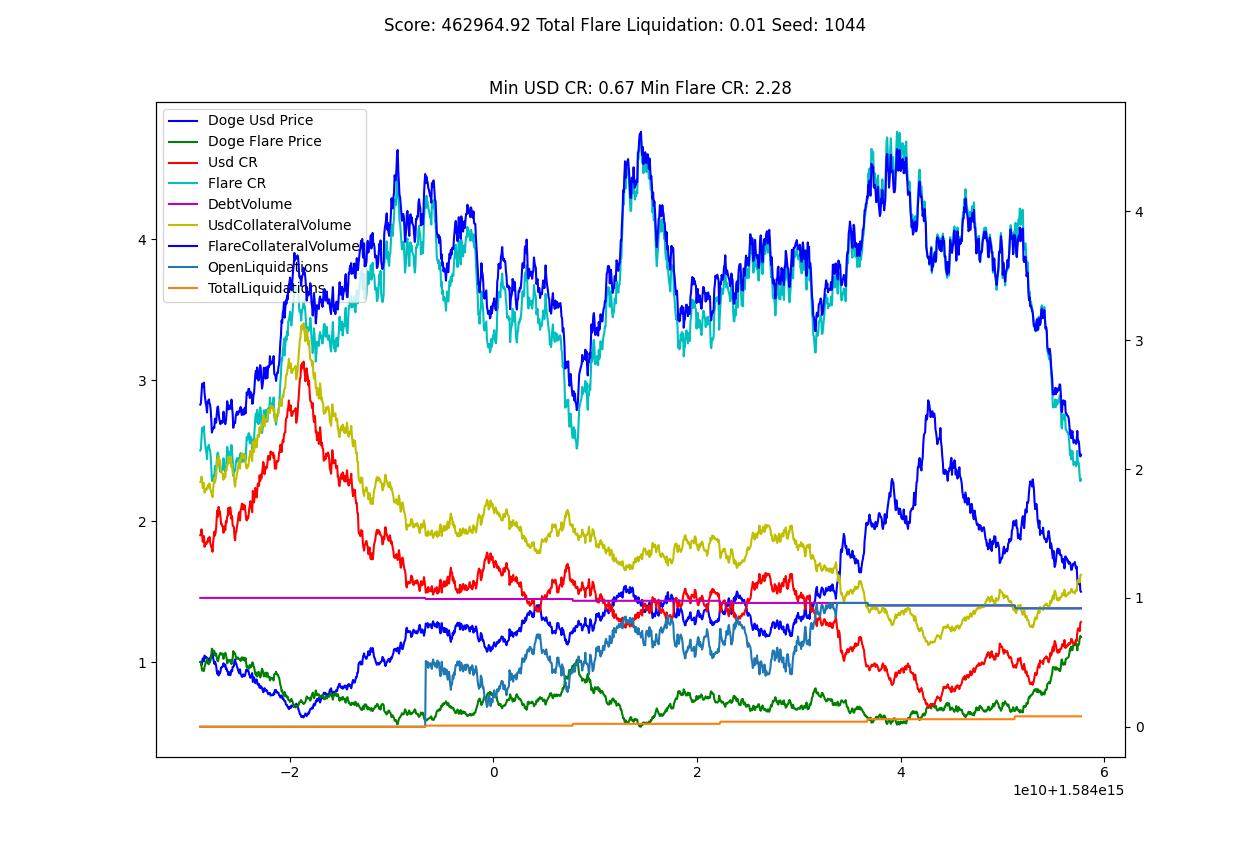 Score: 462964.92 Total Flare Liquidation: 0.01 Seed: 1044
Min USD CR: 0.67 Min Flare CR: 2.28
Doge Usd Price
Doge Flare Price
Usd CR
Flare CR
DebtVolume
UsdCollateralVolume
FlareCollateralVolume
OpenLiquidations
TotalLiquidations
4
3
2
1
4
3
2
1
0
−2
0
2
4
6
1e10+1.584e15